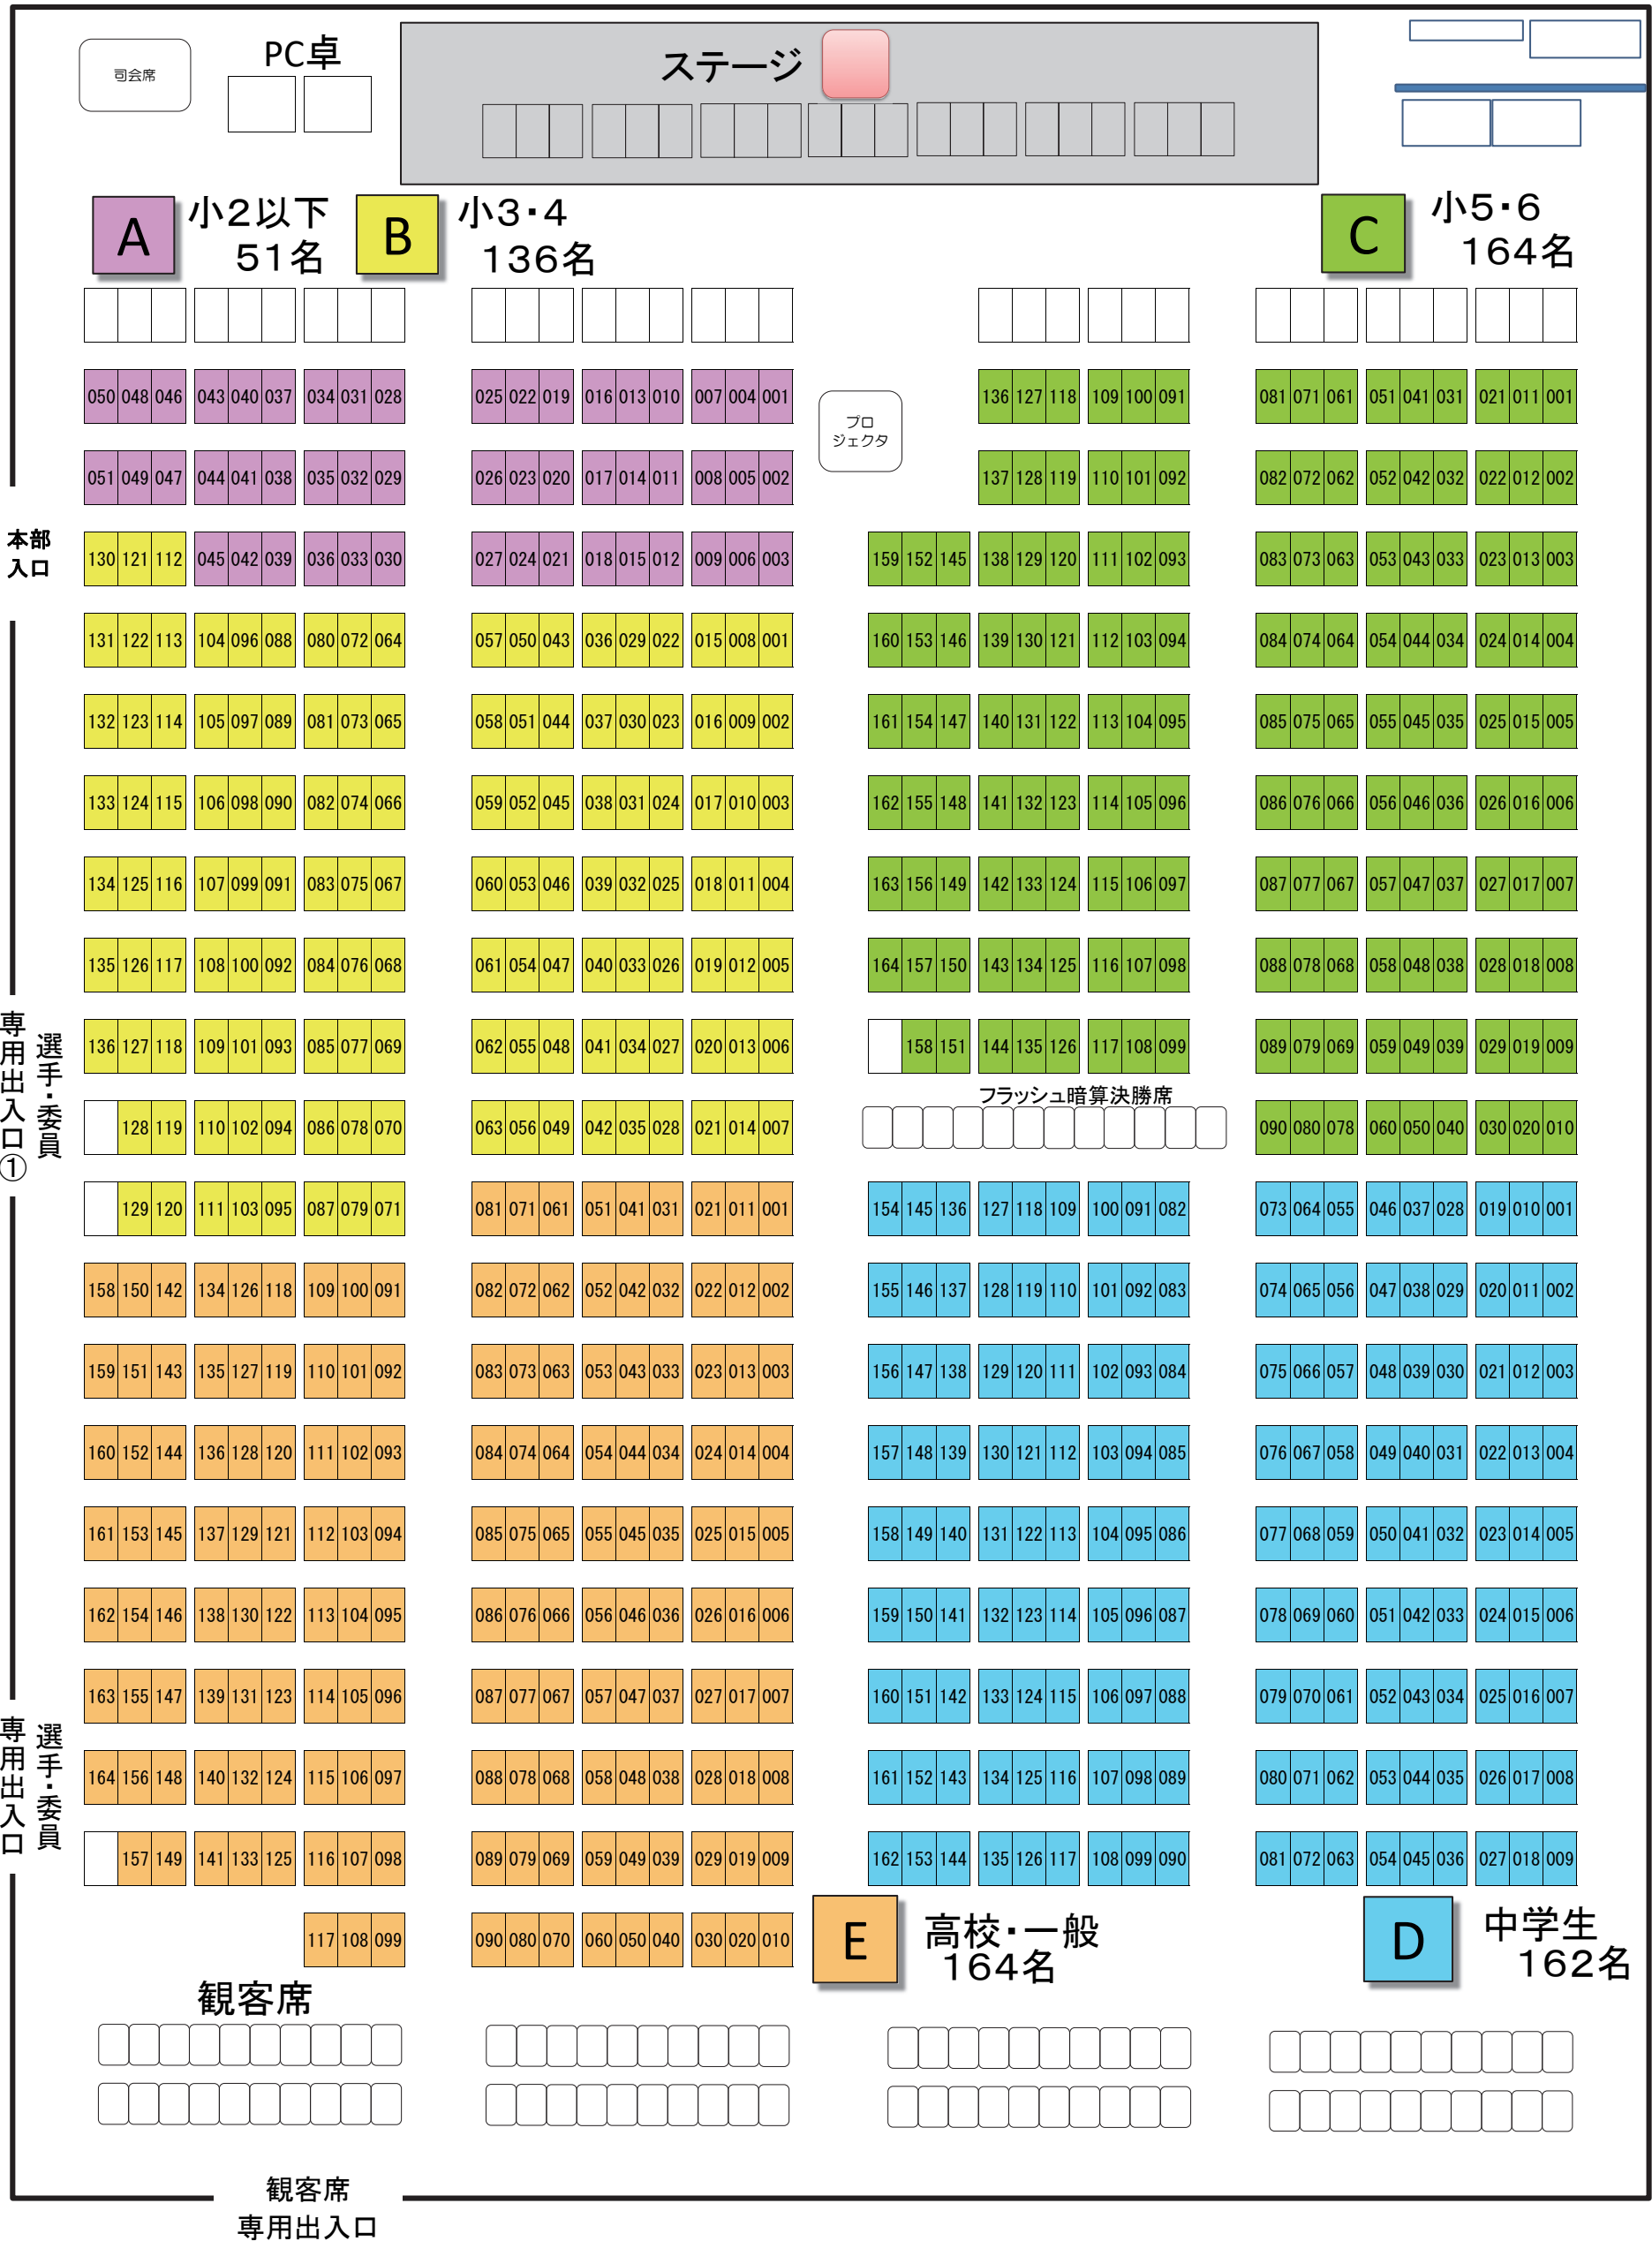 司会席
PC卓
ステージ
A 小2以下 B 小3・4 C 小5・6
51名 136名 164名
050 048 046 043 040 037 034 031 028 025 022 019 016 013 010 007 004 001 136 127 118 109 100 091 081 071 061 051 041 031 021 011 001
プロ
ジェクタ
051 049 047 044 041 038 035 032 029 026 023 020 017 014 011 008 005 002 137 128 119 110 101 092 082 072 062 052 042 032 022 012 002
本部
入口
130 121 112 045 042 039 036 033 030 027 024 021 018 015 012 009 006 003 159 152 145 138 129 120 111 102 093 083 073 063 053 043 033 023 013 003
131 122 113 104 096 088 080 072 064 057 050 043 036 029 022 015 008 001 160 153 146 139 130 121 112 103 094 084 074 064 054 044 034 024 014 004
132 123 114 105 097 089 081 073 065 058 051 044 037 030 023 016 009 002 161 154 147 140 131 122 113 104 095 085 075 065 055 045 035 025 015 005
133 124 115 106 098 090 082 074 066 059 052 045 038 031 024 017 010 003 162 155 148 141 132 123 114 105 096 086 076 066 056 046 036 026 016 006
134 125 116 107 099 091 083 075 067 060 053 046 039 032 025 018 011 004 163 156 149 142 133 124 115 106 097 087 077 067 057 047 037 027 017 007
135 126 117 108 100 092 084 076 068 061 054 047 040 033 026 019 012 005 164 157 150 143 134 125 116 107 098 088 078 068 058 048 038 028 018 008
選手・委員
専用出入口①
136 127 118 109 101 093 085 077 069 062 055 048 041 034 027 020 013 006 158 151 144 135 126 117 108 099 089 079 069 059 049 039 029 019 009
フラッシュ暗算決勝席
128 119 110 102 094 086 078 070 063 056 049 042 035 028 021 014 007 090 080 078 060 050 040 030 020 010
129 120 111 103 095 087 079 071 081 071 061 051 041 031 021 011 001 154 145 136 127 118 109 100 091 082 073 064 055 046 037 028 019 010 001
158 150 142 134 126 118 109 100 091 082 072 062 052 042 032 022 012 002 155 146 137 128 119 110 101 092 083 074 065 056 047 038 029 020 011 002
159 151 143 135 127 119 110 101 092 083 073 063 053 043 033 023 013 003 156 147 138 129 120 111 102 093 084 075 066 057 048 039 030 021 012 003
160 152 144 136 128 120 111 102 093 084 074 064 054 044 034 024 014 004 157 148 139 130 121 112 103 094 085 076 067 058 049 040 031 022 013 004
161 153 145 137 129 121 112 103 094 085 075 065 055 045 035 025 015 005 158 149 140 131 122 113 104 095 086 077 068 059 050 041 032 023 014 005
162 154 146 138 130 122 113 104 095 086 076 066 056 046 036 026 016 006 159 150 141 132 123 114 105 096 087 078 069 060 051 042 033 024 015 006
163 155 147 139 131 123 114 105 096 087 077 067 057 047 037 027 017 007 160 151 142 133 124 115 106 097 088 079 070 061 052 043 034 025 016 007
選手・委員
専用出入口
164 156 148 140 132 124 115 106 097 088 078 068 058 048 038 028 018 008 161 152 143 134 125 116 107 098 089 080 071 062 053 044 035 026 017 008
157 149 141 133 125 116 107 098 089 079 069 059 049 039 029 019 009 162 153 144 135 126 117 108 099 090 081 072 063 054 045 036 027 018 009
117 108 099 090 080 070 060 050 040 030 020 010
E 高校・一般 D 中学生
164名 162名
観客席
観客席
専用出入口